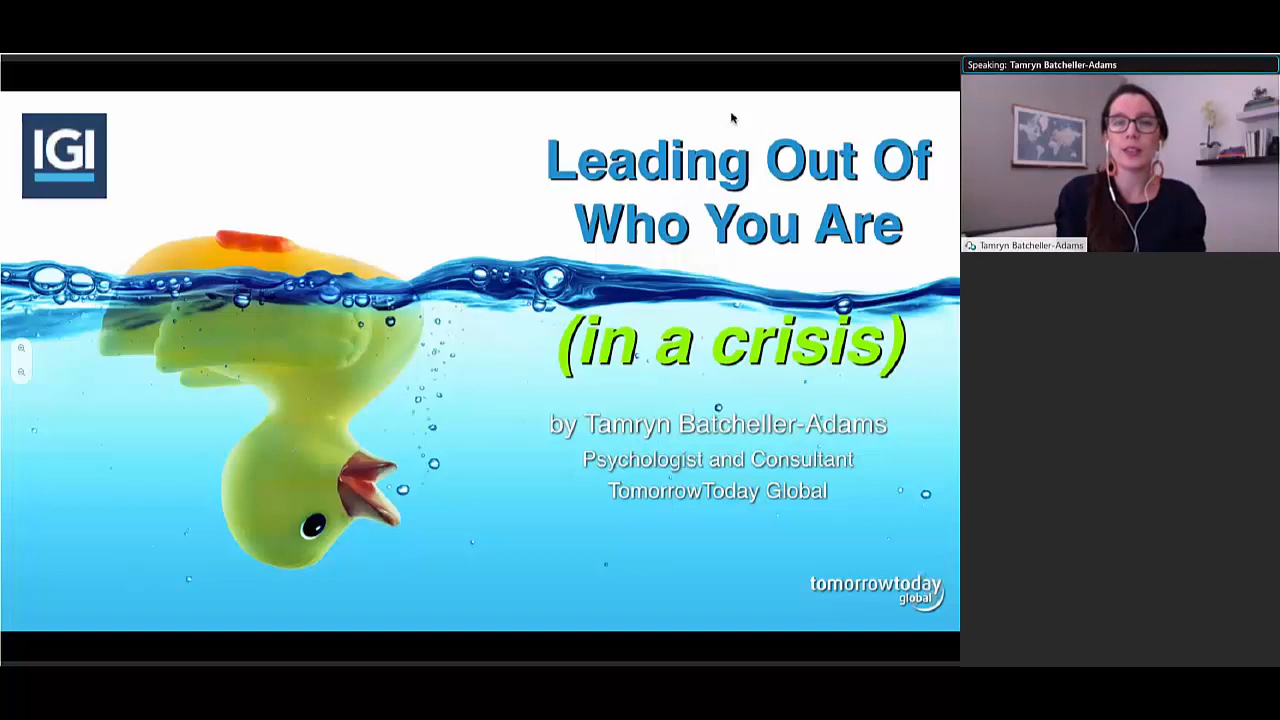 IGI
Leading Out Of
Who You Are
(in a crisis)
by Tamryn Batcheller-Adams
Psychologist and Consultant
TomorrowToday Global
tomorrowtoday
global
Speaking: Tamryn Batcheller-Adams
Tamryn Batcheller-Adams